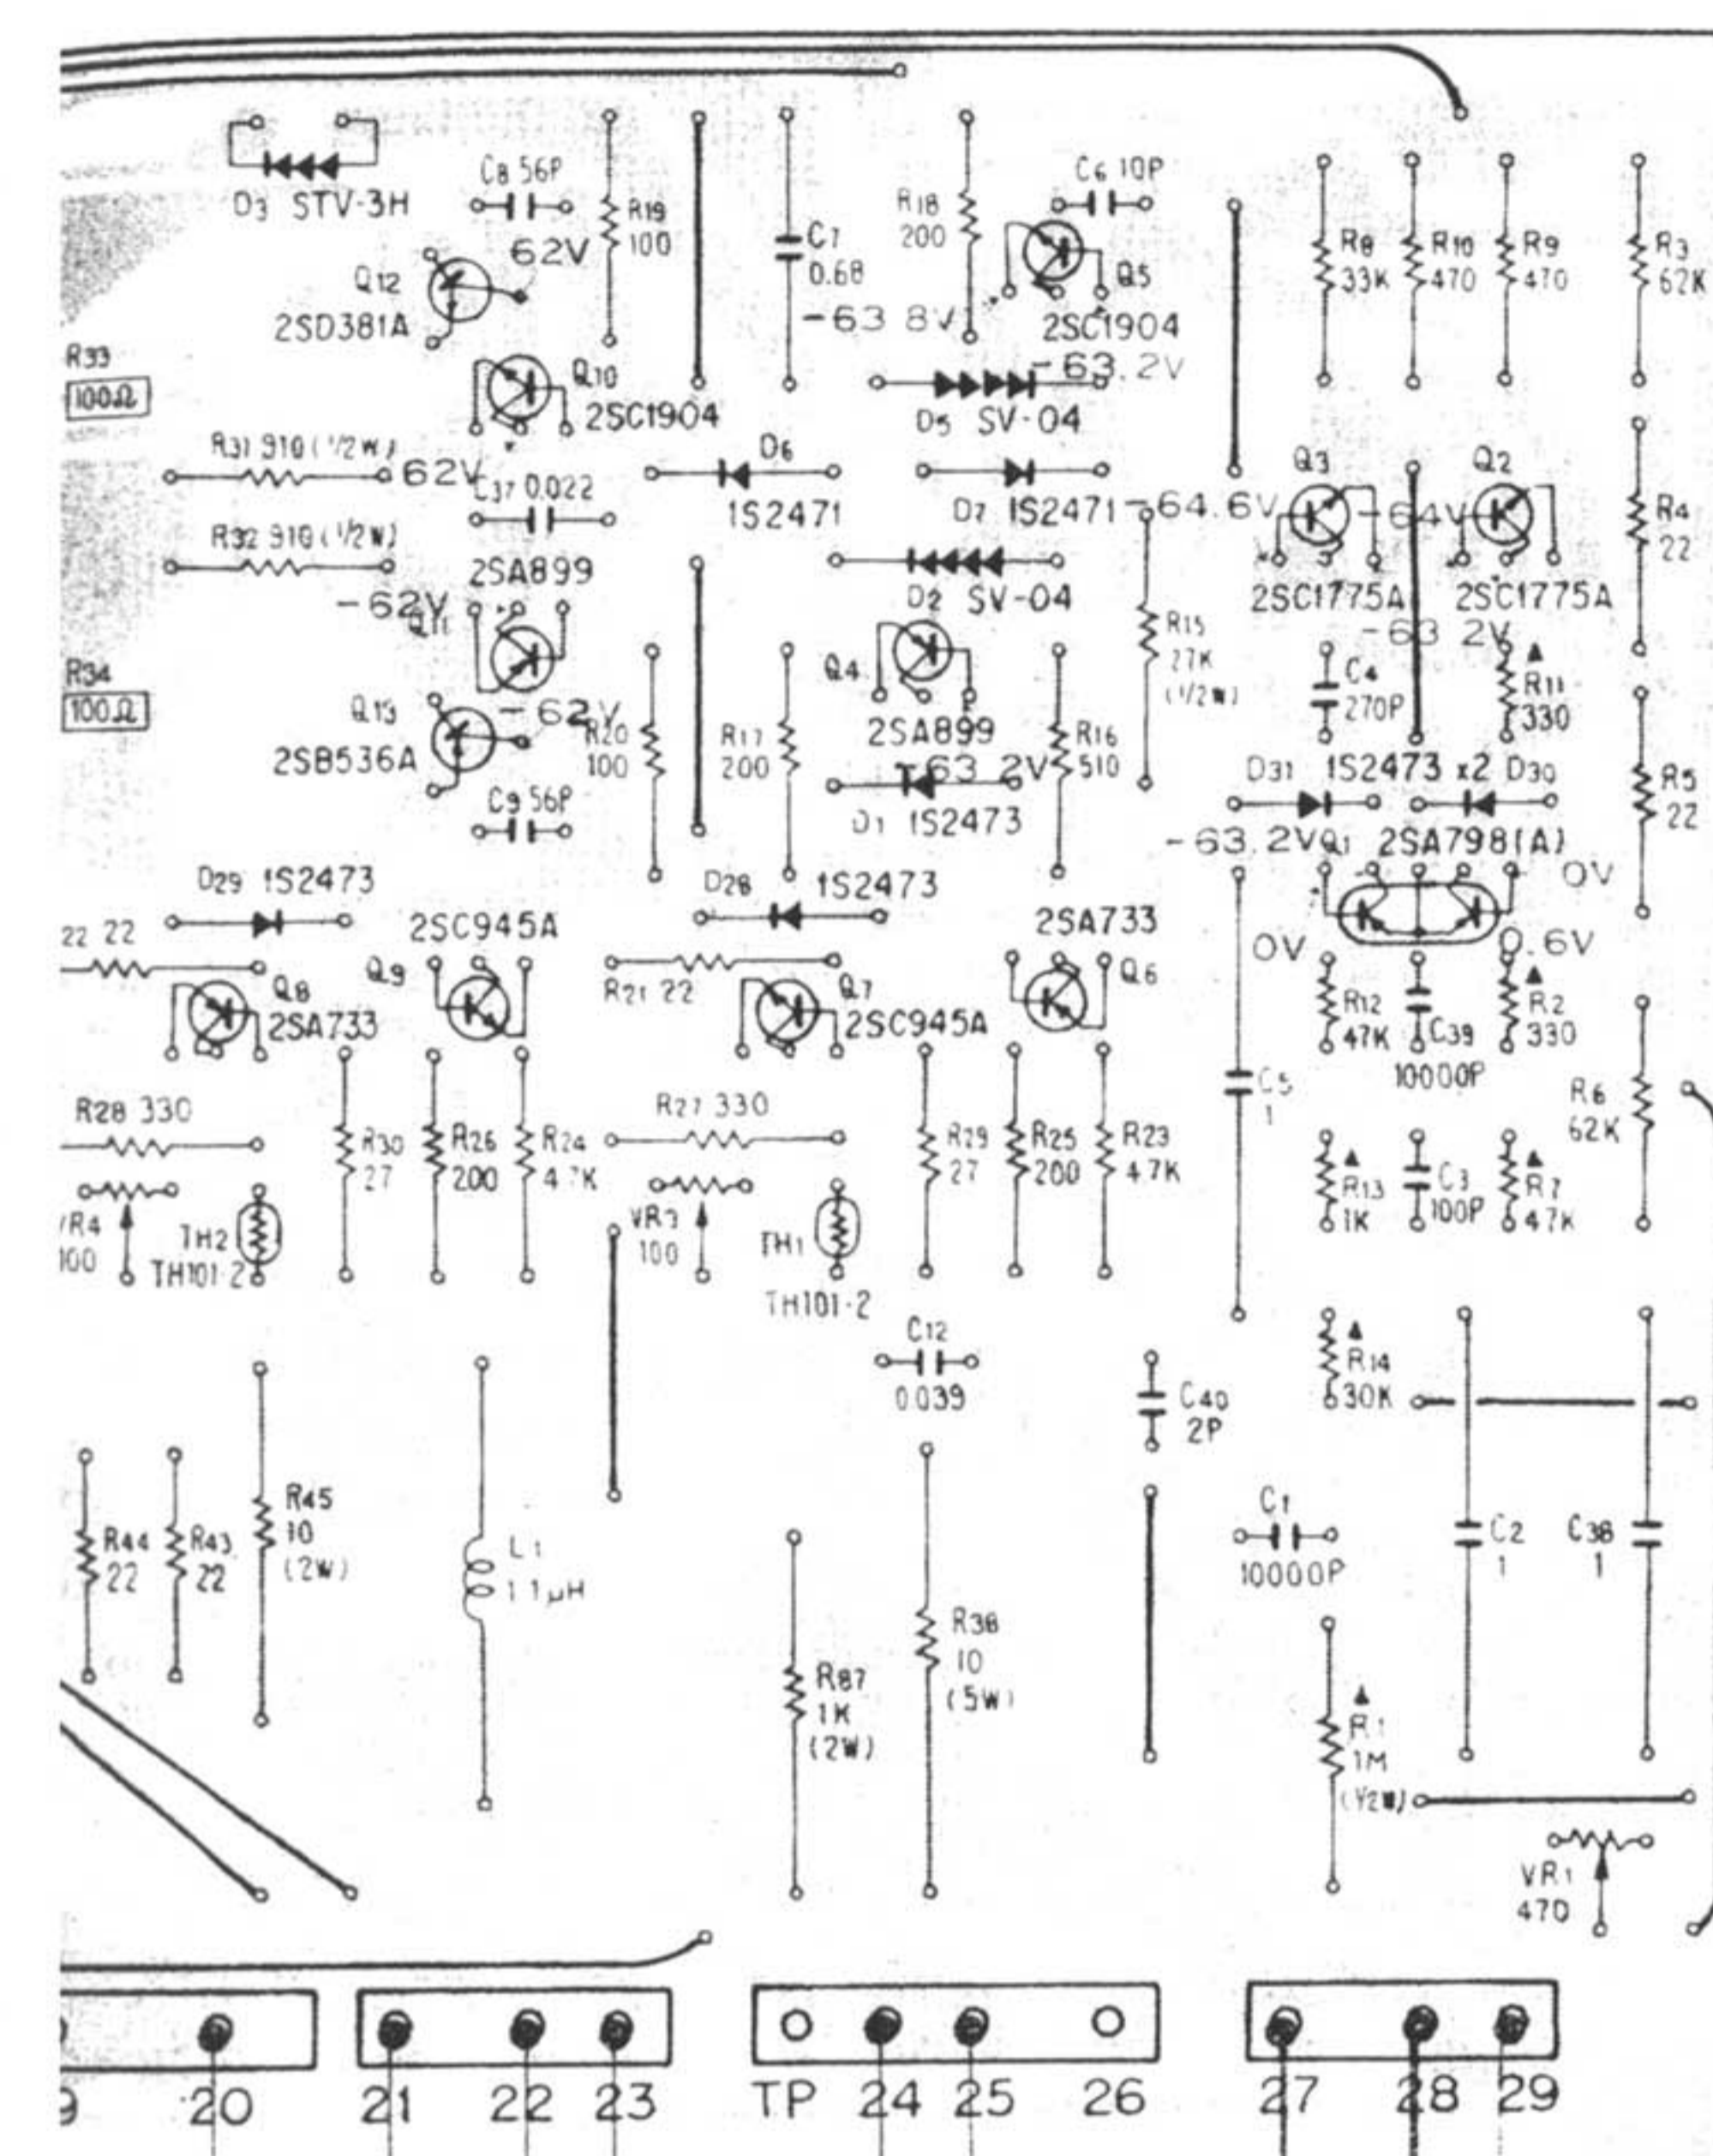 C8 56P
C6 10P
D3 STV-3H
R19
100
R18
200
C7
0.68
62V
Q12
2SD381A
Q5
2SC1904
-63 8V
-63.2V
R8
33K
R10
470
R9
470
R3
62K
R33
100Ω
Q10
2SC1904
D5 SV-04
R31 910 (1/2W)
62V
C37 0.022
D6
1S2471
D7 1S2471
-64.6V
Q3
-64V
Q2
R4
22
R32 910 (1/2W)
2SA899
-62V
Q11
D2 SV-04
2SC1775A
2SC1775A
-63 2V
R15
27K
(1/2W)
Q4
2SA899
C4
270P
▲
R11
330
R34
100Ω
Q13
2SB536A
-62V
R20
100
R17
200
-63 2V
R16
510
D31 1S2473 x2 D30
R5
22
C9 56P
D1 1S2473
-63.2V
Q1 2SA798(A)
0V
D29 1S2473
D28 1S2473
22 22
2SC945A
Q9
2SA733
Q6
0V
0.6V
Q8
2SA733
R21 22
Q7
2SC945A
R12
47K
C39
10000P
▲
R2
330
R28 330
R27 330
C5
1
R6
62K
R30
27
R26
200
R24
4.7K
R29
27
R25
200
R23
4.7K
▲
R13
1K
C3
100P
▲
R7
47K
VR4
100
TH2
TH101-2
VR3
100
TH1
TH101-2
C12
0.039
▲
R14
30K
C40
2P
R45
10
(2W)
R44
22
R43
22
L1
1.1μH
C1
10000P
C2
1
C38
1
R38
10
(5W)
R87
1K
(2W)
▲
R1
1M
(1/2W)
VR1
470
9 20 21 22 23 TP 24 25 26 27 28 29